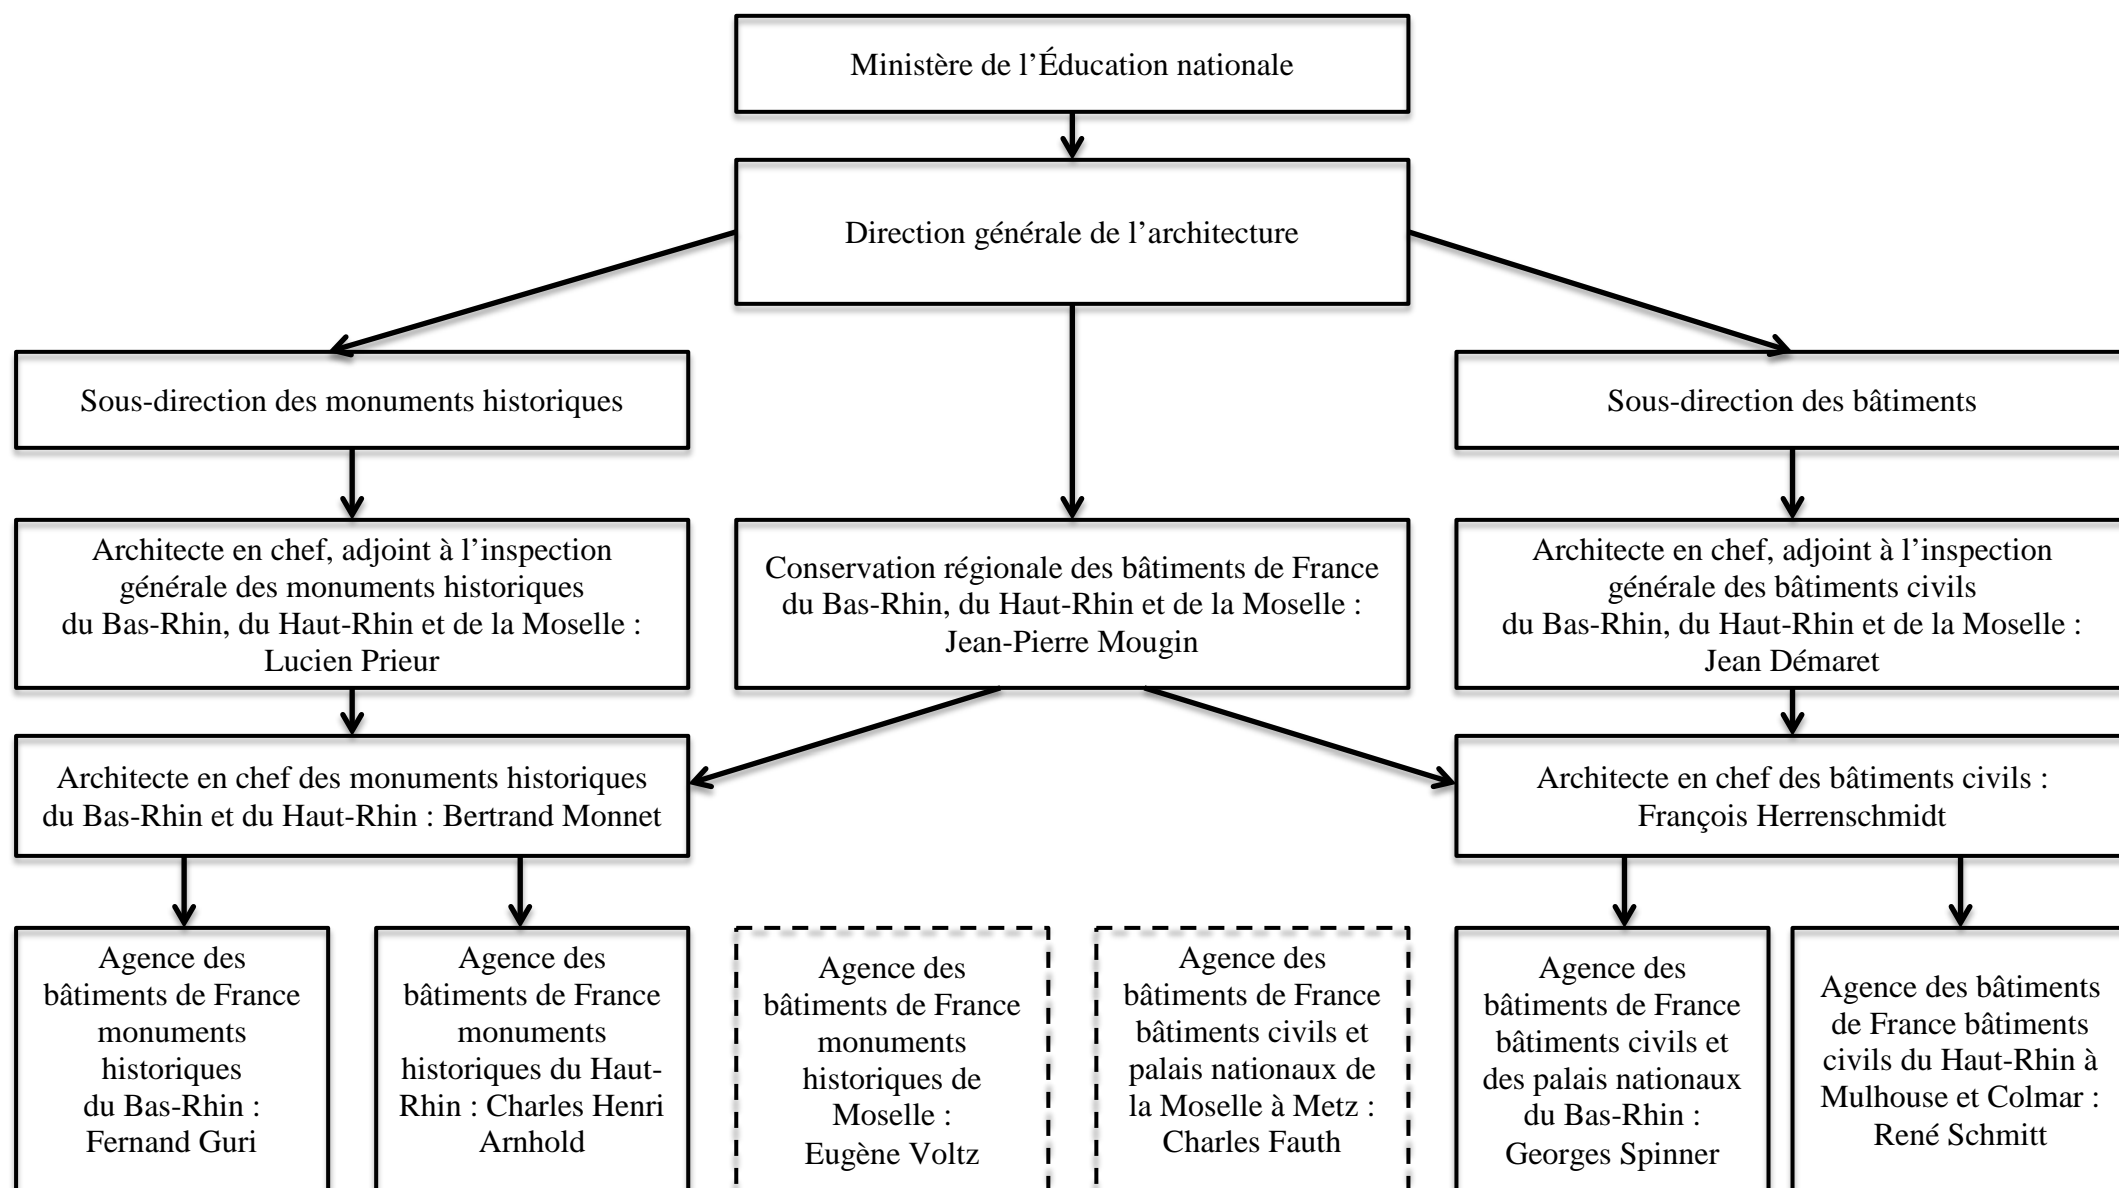 Ministère de l’Éducation nationale
Direction générale de l’architecture
Sous-direction des monuments historiques
Sous-direction des bâtiments
Architecte en chef, adjoint à l’inspection
générale des monuments historiques
du Bas-Rhin, du Haut-Rhin et de la Moselle :
Lucien Prieur
Conservation régionale des bâtiments de France
du Bas-Rhin, du Haut-Rhin et de la Moselle :
Jean-Pierre Mougin
Architecte en chef, adjoint à l’inspection
générale des bâtiments civils
du Bas-Rhin, du Haut-Rhin et de la Moselle :
Jean Démaret
Architecte en chef des monuments historiques
du Bas-Rhin et du Haut-Rhin : Bertrand Monnet
Architecte en chef des bâtiments civils :
François Herrenschmidt
Agence des
bâtiments de France
monuments
historiques
du Bas-Rhin :
Fernand Guri
Agence des
bâtiments de France
monuments
historiques du Haut-
Rhin : Charles Henri
Arnhold
Agence des
bâtiments de France
monuments
historiques de
Moselle :
Eugène Voltz
Agence des
bâtiments de France
bâtiments civils et
palais nationaux de
la Moselle à Metz :
Charles Fauth
Agence des
bâtiments de France
bâtiments civils et
des palais nationaux
du Bas-Rhin :
Georges Spinner
Agence des bâtiments
de France bâtiments
civils du Haut-Rhin à
Mulhouse et Colmar :
René Schmitt